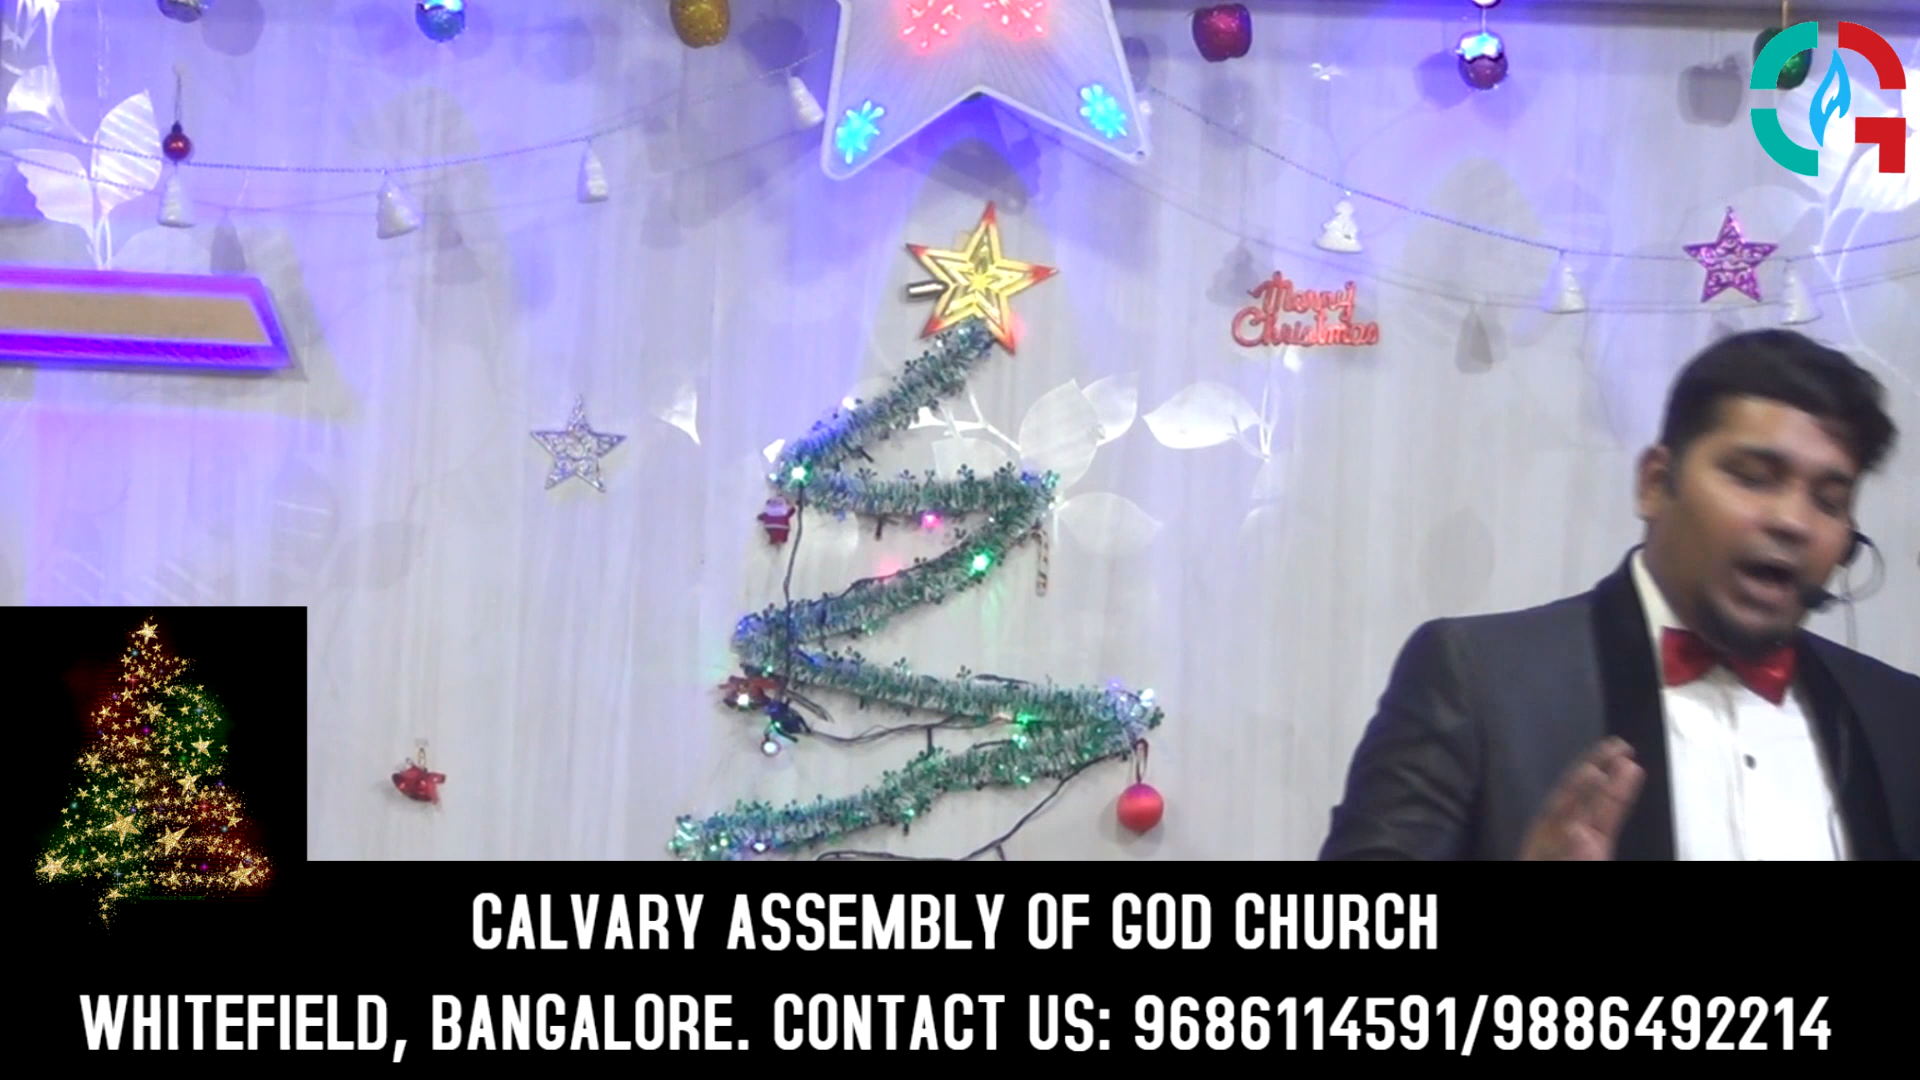 Merry
Christmas
CALVARY ASSEMBLY OF GOD CHURCH
WHITEFIELD, BANGALORE. CONTACT US: 9686114591/9886492214